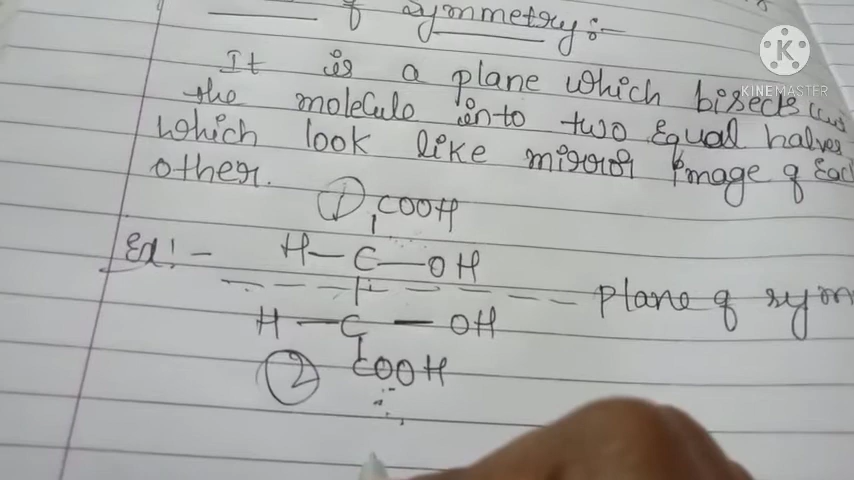 of symmetry :-
KINEMASTER
It is a plane which bisects
the molecule into two Equal halves
which look like mirror Image of Each
other.
① COOH
Ex! - H - C - OH
plane of sym
H - C - OH
② COOH